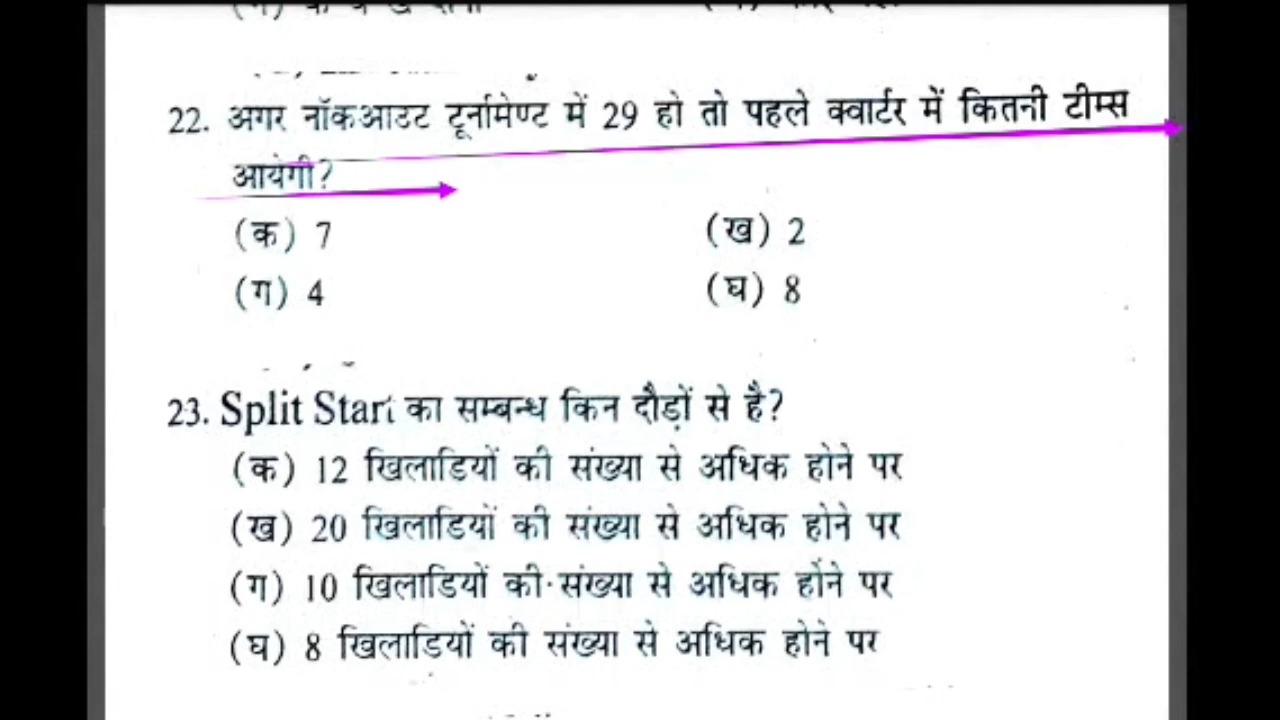 22. अगर नॉकआउट टूर्नामेण्ट में 29 हो तो पहले क्वार्टर में कितनी टीम्स
आयेगी?
(क) 7 (ख) 2
(ग) 4 (घ) 8
23. Split Start का सम्बन्ध किन दौड़ों से है?
(क) 12 खिलाडियों की संख्या से अधिक होने पर
(ख) 20 खिलाडियों की संख्या से अधिक होने पर
(ग) 10 खिलाडियों की संख्या से अधिक होने पर
(घ) 8 खिलाडियों की संख्या से अधिक होने पर